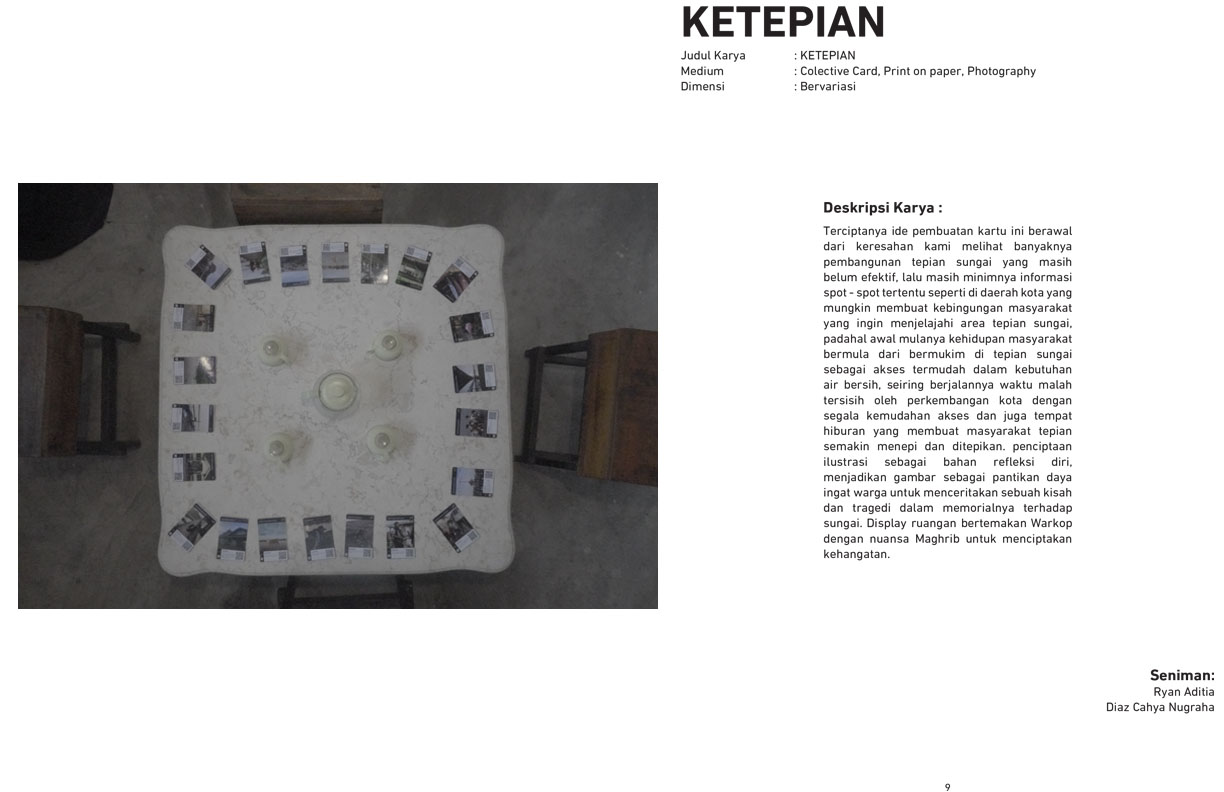 KETEPIAN
Judul Karya : KETEPIAN
Medium : Colective Card, Print on paper, Photography
Dimensi : Bervariasi
Deskripsi Karya :
Terciptanya ide pembuatan kartu ini berawal
dari keresahan kami melihat banyaknya
pembangunan tepian sungai yang masih
belum efektif, lalu masih minimnya informasi
spot - spot tertentu seperti di daerah kota yang
mungkin membuat kebingungan masyarakat
yang ingin menjelajahi area tepian sungai,
padahal awal mulanya kehidupan masyarakat
bermula dari bermukim di tepian sungai
sebagai akses termudah dalam kebutuhan
air bersih, seiring berjalannya waktu malah
tersisih oleh perkembangan kota dengan
segala kemudahan akses dan juga tempat
hiburan yang membuat masyarakat tepian
semakin menepi dan ditepikan. penciptaan
ilustrasi sebagai bahan refleksi diri,
menjadikan gambar sebagai pantikan daya
ingat warga untuk menceritakan sebuah kisah
dan tragedi dalam memorialnya terhadap
sungai. Display ruangan bertemakan Warkop
dengan nuansa Maghrib untuk menciptakan
kehangatan.
Seniman:
Ryan Aditia
Diaz Cahya Nugraha
9